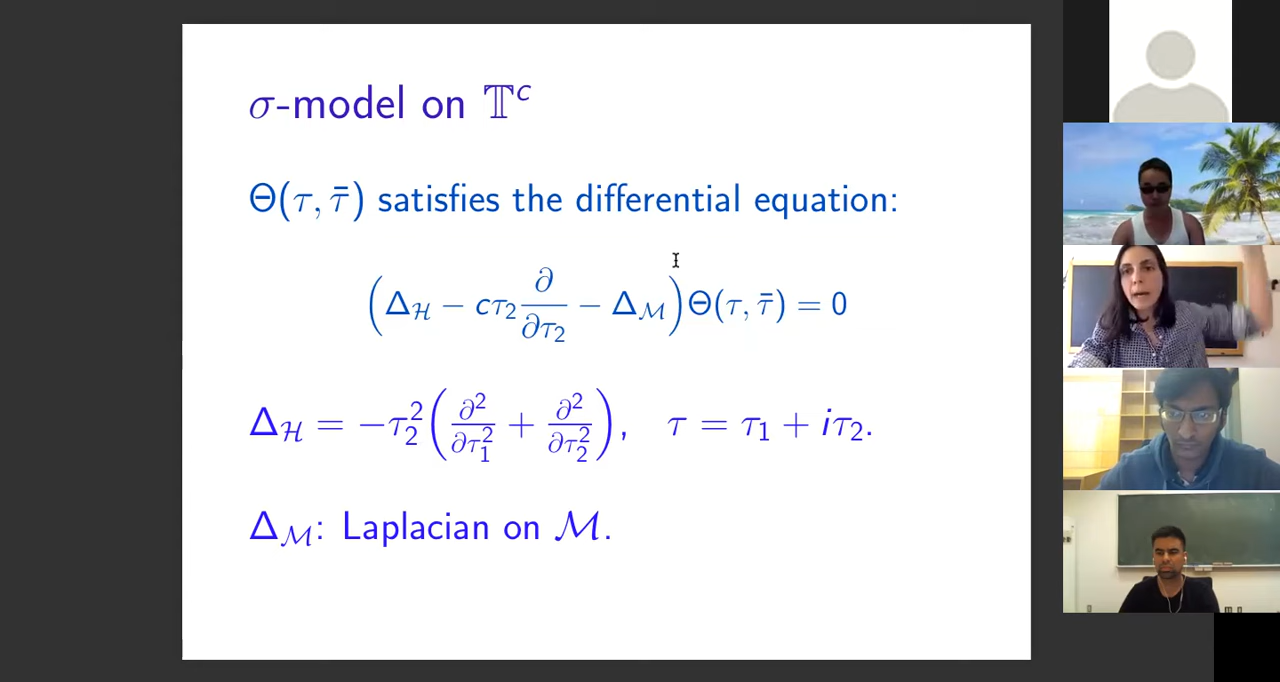 σ-model on 𝕋ᶜ
Θ(τ, τ̄) satisfies the differential equation:
(Δ_ℋ − cτ₂ ∂/∂τ₂ − Δ_ℳ)Θ(τ, τ̄) = 0
Δ_ℋ = −τ₂²(∂²/∂τ₁² + ∂²/∂τ₂²), τ = τ₁ + iτ₂.
Δ_ℳ: Laplacian on ℳ.